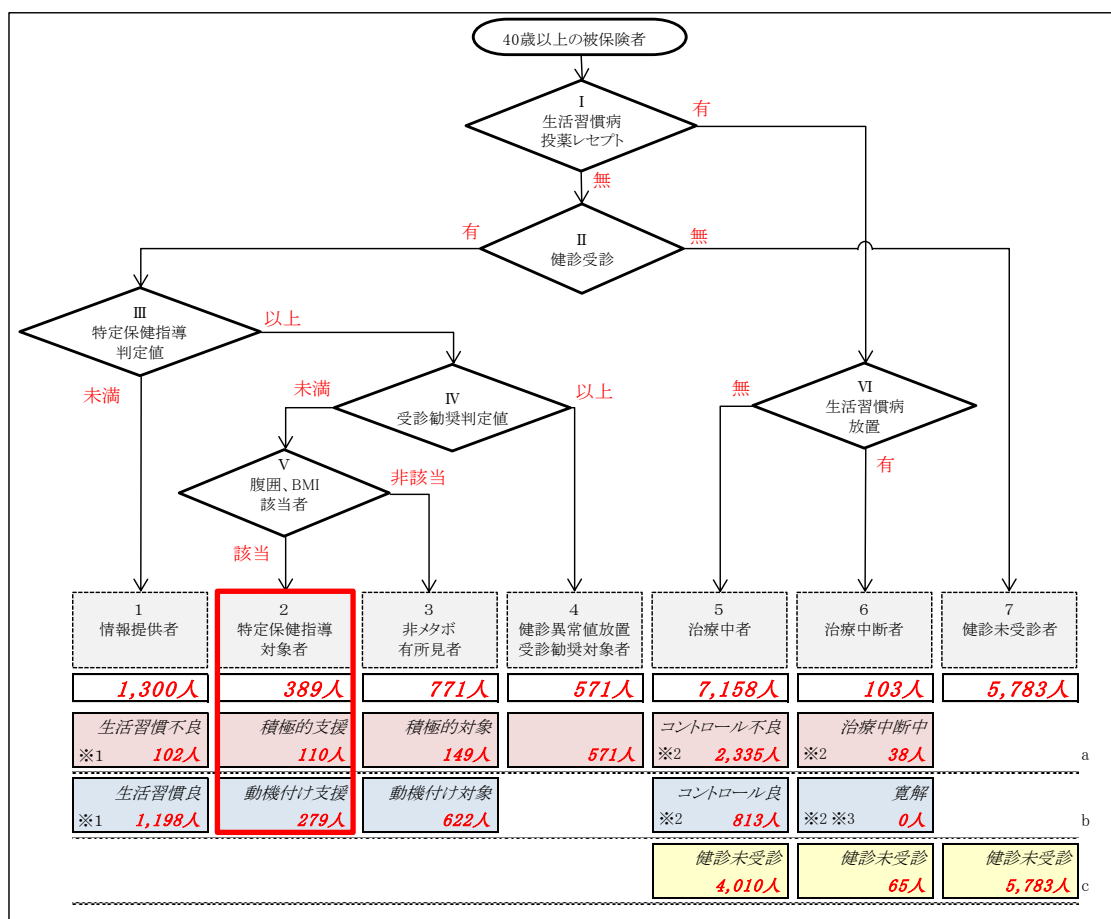 40歳以上の被保険者
Ⅰ
生活習慣病
投薬レセプト
有
無
Ⅱ
健診受診
有
無
Ⅲ
特定保健指導
判定値
以上
未満
Ⅳ
受診勧奨判定値
未満
以上
Ⅵ
生活習慣病
放置
無
有
Ⅴ
腹囲、BMI
該当者
非該当
該当
1
情報提供者
2
特定保健指導
対象者
3
非メタボ
有所見者
4
健診異常値放置
受診勧奨対象者
5
治療中者
6
治療中断者
7
健診未受診者
1,300人
389人
771人
571人
7,158人
103人
5,783人
生活習慣不良
※1 102人
積極的支援
110人
積極的対象
149人
571人
コントロール不良
※2 2,335人
治療中断中
※2 38人
a
生活習慣良
※1 1,198人
動機付け支援
279人
動機付け対象
622人
コントロール良
※2 813人
寛解
※2 ※3 0人
b
健診未受診
4,010人
健診未受診
65人
健診未受診
5,783人
c